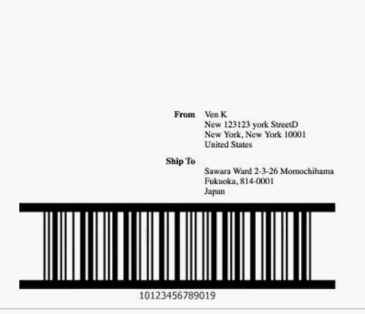 From Ven K
New 123123 york StreetD
New York, New York 10001
United States
Ship To
Sawara Ward 2-3-26 Momochihama
Fukuoka, 814-0001
Japan
10123456789019